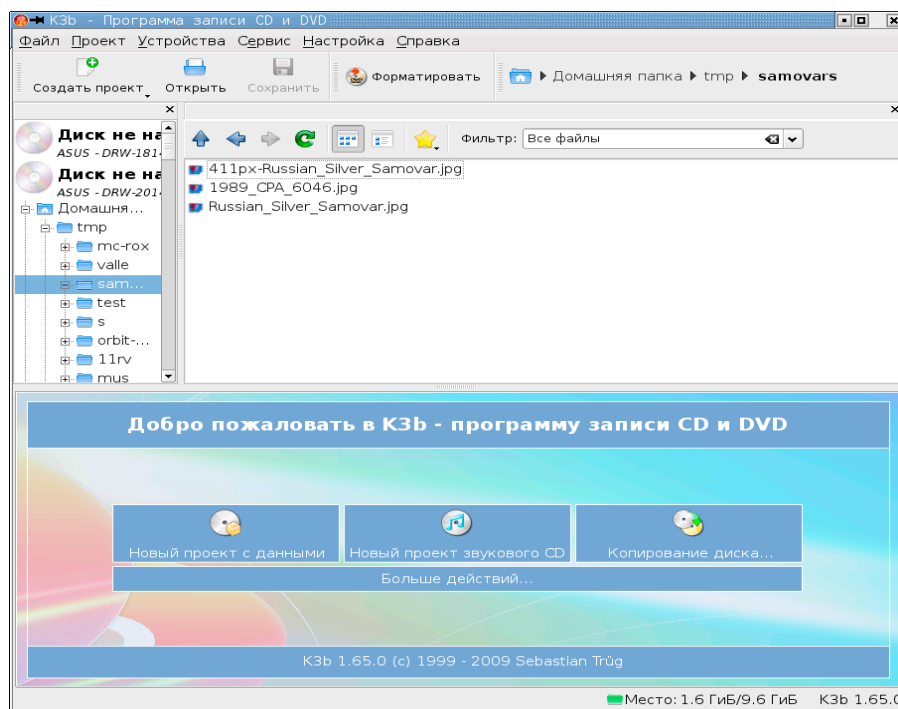 K3b - Программа записи CD и DVD
Файл Проект Устройства Сервис Настройка Справка
Создать проект Открыть Сохранить Форматировать Домашняя папка tmp samovars
Диск не на
ASUS - DRW-181
Диск не на
ASUS - DRW-201
Домашня...
tmp
mc-rox
valle
sam...
test
s
orbit-...
11rv
mus
Фильтр: Все файлы
411px-Russian_Silver_Samovar.jpg
1989_CPA_6046.jpg
Russian_Silver_Samovar.jpg
Добро пожаловать в K3b - программу записи CD и DVD
Новый проект с данными Новый проект звукового CD Копирование диска...
Больше действий...
K3b 1.65.0 (c) 1999 - 2009 Sebastian Trüg
Место: 1.6 ГиБ/9.6 ГиБ K3b 1.65.0